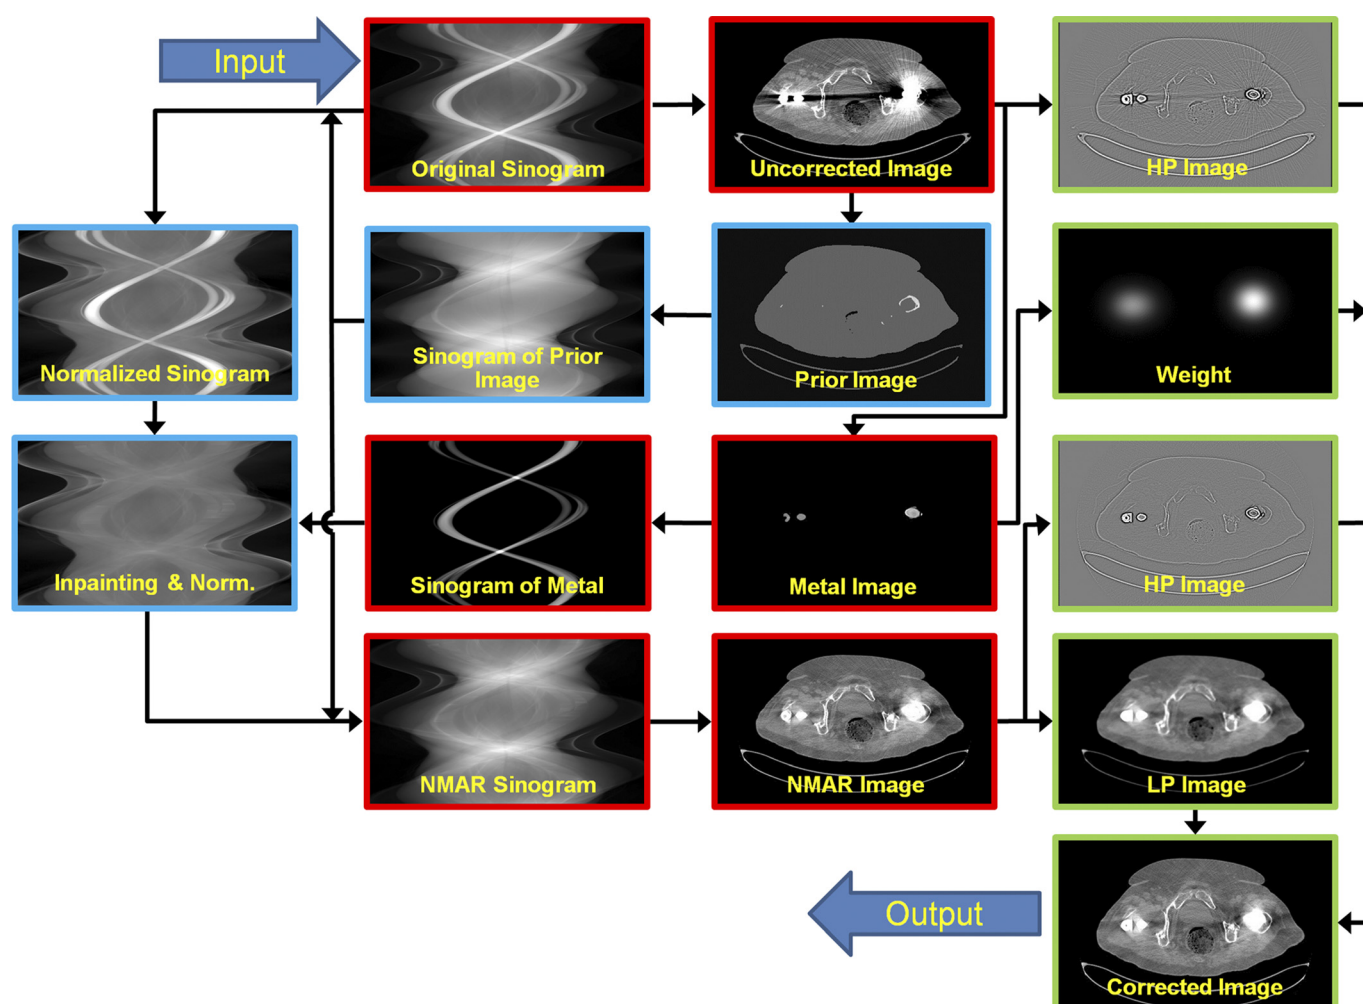 Input
Original Sinogram
Uncorrected Image
HP Image
Normalized Sinogram
Sinogram of Prior
Image
Prior Image
Weight
Inpainting & Norm.
Sinogram of Metal
Metal Image
HP Image
NMAR Sinogram
NMAR Image
LP Image
Output
Corrected Image